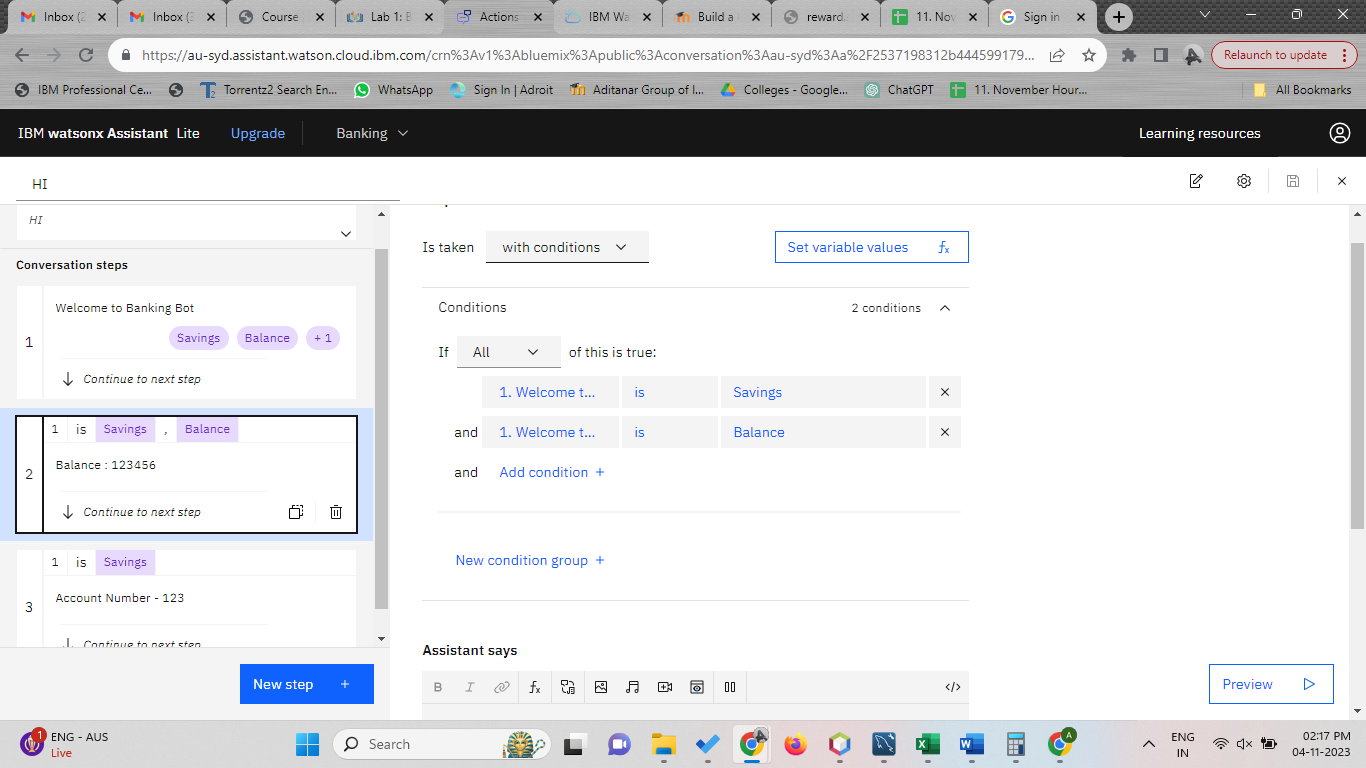 Inbox (2
Inbox (3
Course
Lab 1: B
Actions
IBM Wa
Build a
reward.
11. Nov
Sign in
https://au-syd.assistant.watson.cloud.ibm.com/crn%3Av1%3Abluemix%3Apublic%3Aconversation%3Aau-syd%3Aa%2F2537198312b444599179...
Relaunch to update
IBM Professional Ce...
Torrentz2 Search En...
WhatsApp
Sign In | Adroit
Aditanar Group of I...
Colleges - Google...
ChatGPT
11. November Hour...
All Bookmarks
IBM watsonx Assistant Lite
Upgrade
Banking
Learning resources
HI
HI
Conversation steps
1
Welcome to Banking Bot
Savings
Balance
+ 1
Continue to next step
2
1 is Savings , Balance
Balance : 123456
Continue to next step
3
1 is Savings
Account Number - 123
Continue to next step
New step +
Is taken with conditions
Set variable values fx
Conditions
2 conditions
If All of this is true:
1. Welcome t... is Savings
and 1. Welcome t... is Balance
and Add condition +
New condition group +
Assistant says
B I fx </>
Preview
1
ENG - AUS
Live
Search
A
ENG
IN
02:17 PM
04-11-2023